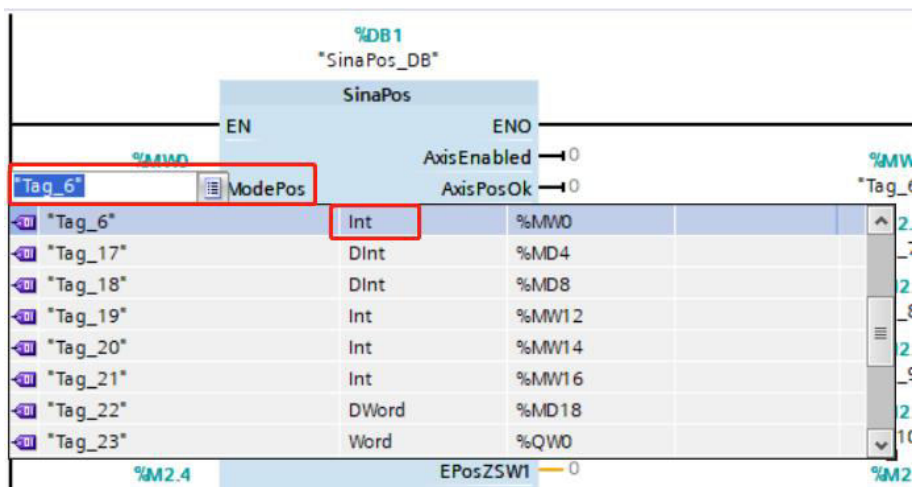 %DB1
"SinaPos_DB"
SinaPos
EN ENO
%MW0 AxisEnabled 0
"Tag_6" ModePos AxisPosOk 0
"Tag_6" Int %MW0
"Tag_17" DInt %MD4
"Tag_18" DInt %MD8
"Tag_19" Int %MW12
"Tag_20" Int %MW14
"Tag_21" Int %MW16
"Tag_22" DWord %MD18
"Tag_23" Word %QW0
%M2.4 EPosZSW1 0